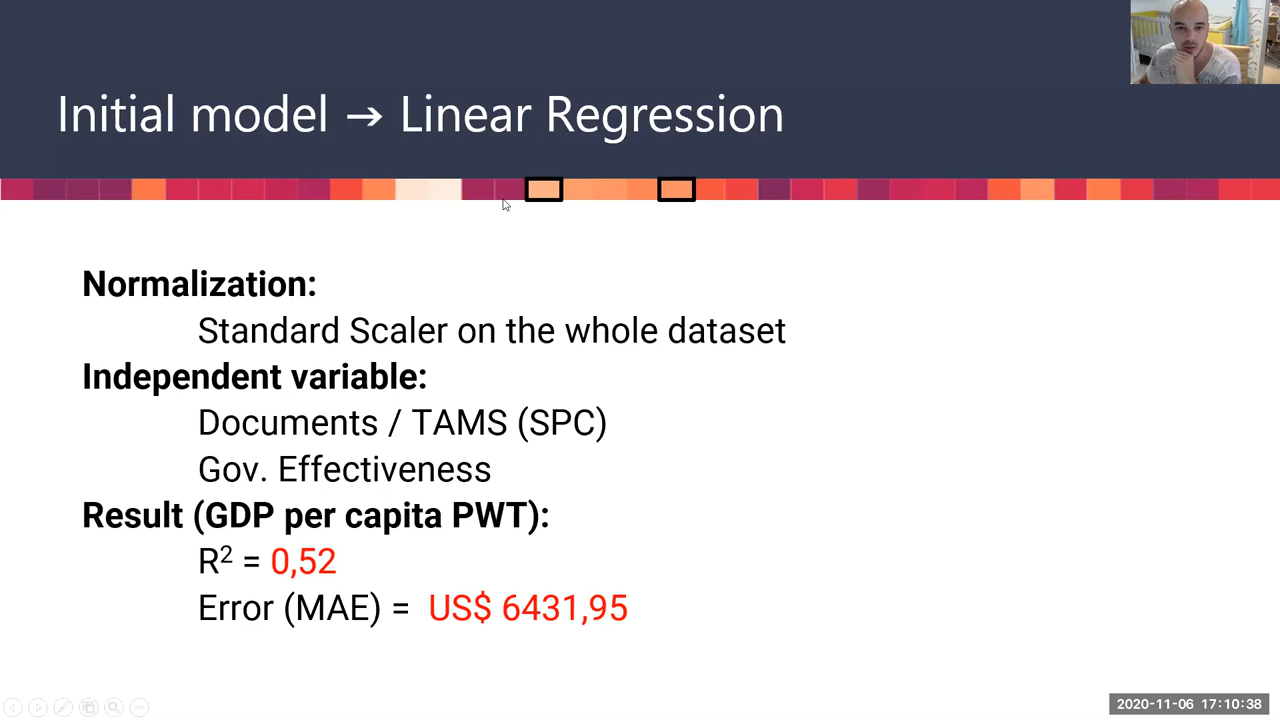 Initial model → Linear Regression
Normalization:
Standard Scaler on the whole dataset
Independent variable:
Documents / TAMS (SPC)
Gov. Effectiveness
Result (GDP per capita PWT):
R² = 0,52
Error (MAE) = US$ 6431,95
2020-11-06 17:10:38